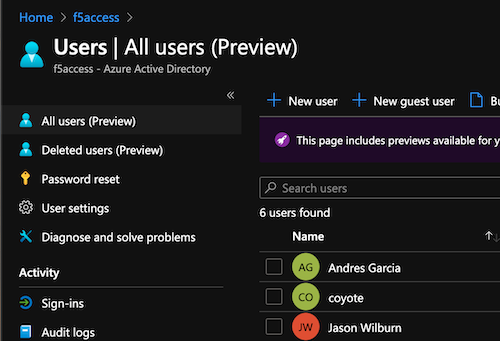 Home > f5access >
Users | All users (Preview)
f5access - Azure Active Directory
«
All users (Preview)
Deleted users (Preview)
Password reset
User settings
Diagnose and solve problems
Activity
Sign-ins
Audit logs
+ New user + New guest user
This page includes previews available for
Search users
6 users found
Name ↑↓
AG Andres Garcia
CO coyote
JW Jason Wilburn